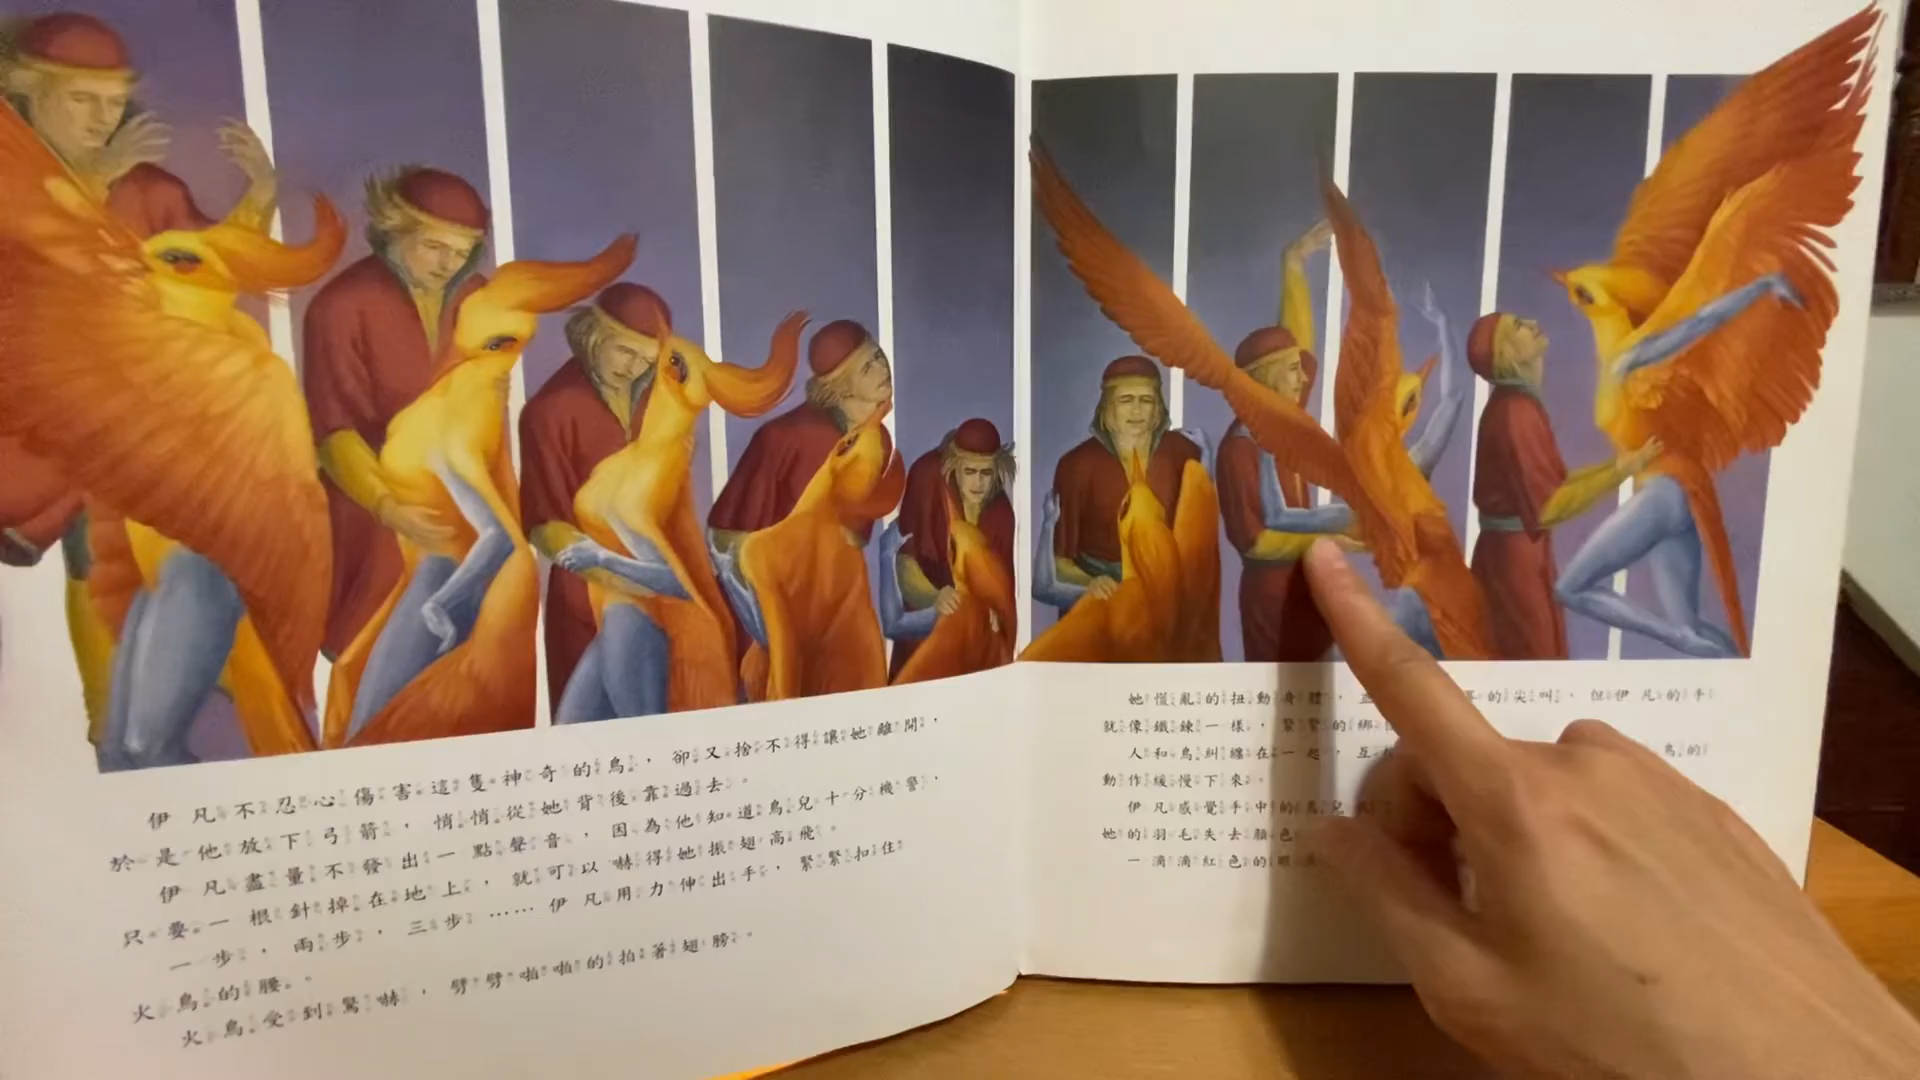 伊凡不忍心傷害這隻神奇的鳥，卻又捨不得讓她離開，
於是他放下弓箭，悄悄從她背後靠過去。
伊凡盡量不發出一點聲音，因為他知道鳥兒十分機警，
只要一根針掉在地上，就可以嚇得她振翅高飛。
一步，兩步，三步……伊凡用力伸出手，緊緊扣住
火鳥的腰。
火鳥受到驚嚇，劈劈啪啪的拍著翅膀。
她慌亂的扭動身體，的尖叫，但伊凡的手
就像鐵鍊一樣，緊緊的綁
人和鳥糾纏在一起，互 鳥的
動作緩慢下來。
伊凡感覺手中的鳥兒
她的羽毛失去顏色
一滴滴紅色的眼